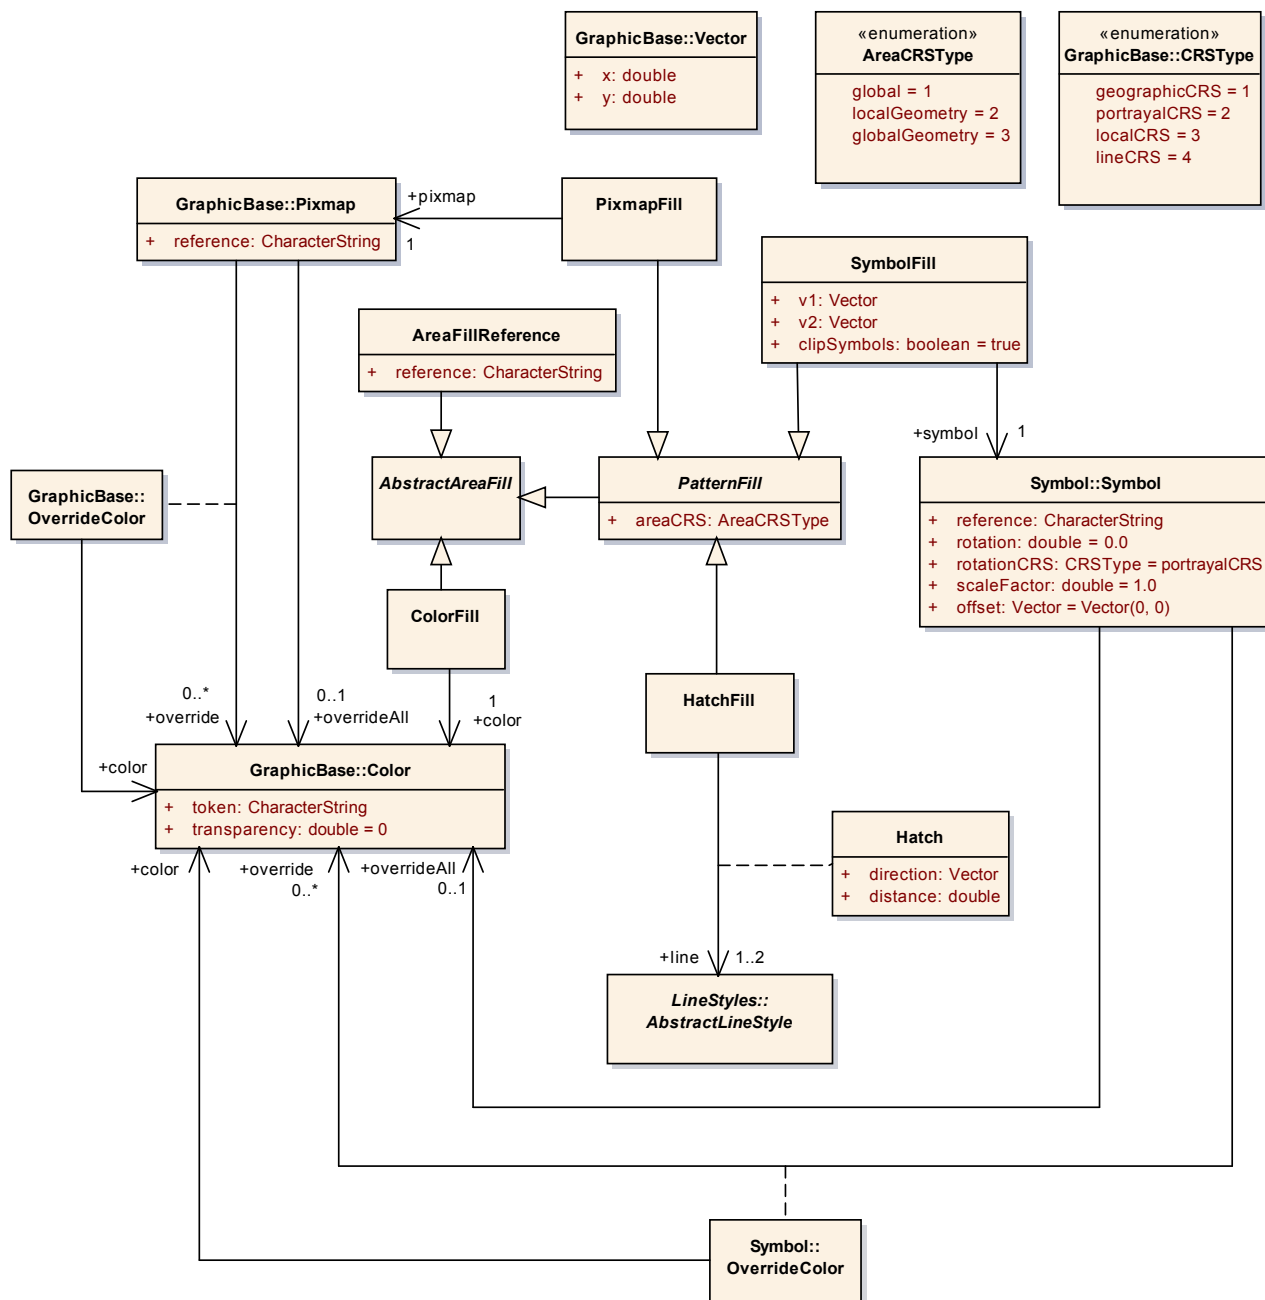 GraphicBase::Vector
+ x: double
+ y: double
«enumeration»
AreaCRSType
global = 1
localGeometry = 2
globalGeometry = 3
«enumeration»
GraphicBase::CRSType
geographicCRS = 1
portrayalCRS = 2
localCRS = 3
lineCRS = 4
GraphicBase::Pixmap
+ reference: CharacterString
+pixmap
1
PixmapFill
SymbolFill
+ v1: Vector
+ v2: Vector
+ clipSymbols: boolean = true
AreaFillReference
+ reference: CharacterString
+symbol
1
GraphicBase::
OverrideColor
AbstractAreaFill
PatternFill
+ areaCRS: AreaCRSType
Symbol::Symbol
+ reference: CharacterString
+ rotation: double = 0.0
+ rotationCRS: CRSType = portrayalCRS
+ scaleFactor: double = 1.0
+ offset: Vector = Vector(0, 0)
ColorFill
HatchFill
0..*
+override
0..1
+overrideAll
1
+color
+color
GraphicBase::Color
+ token: CharacterString
+ transparency: double = 0
+color
+override
0..*
+overrideAll
0..1
Hatch
+ direction: Vector
+ distance: double
+line
1..2
LineStyles::
AbstractLineStyle
Symbol::
OverrideColor